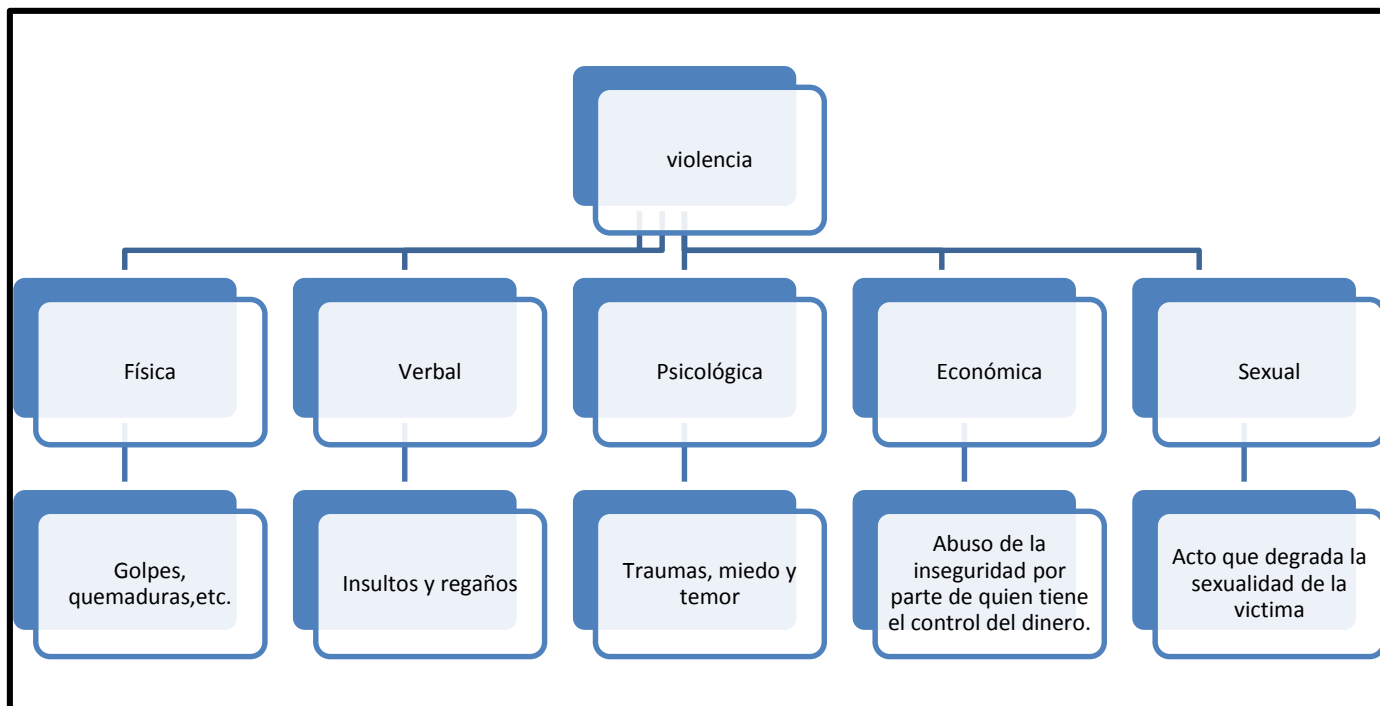 violencia
Física
Verbal
Psicológica
Económica
Sexual
Golpes,
quemaduras,etc.
Insultos y regaños
Traumas, miedo y
temor
Abuso de la
inseguridad por
parte de quien tiene
el control del dinero.
Acto que degrada la
sexualidad de la
victima